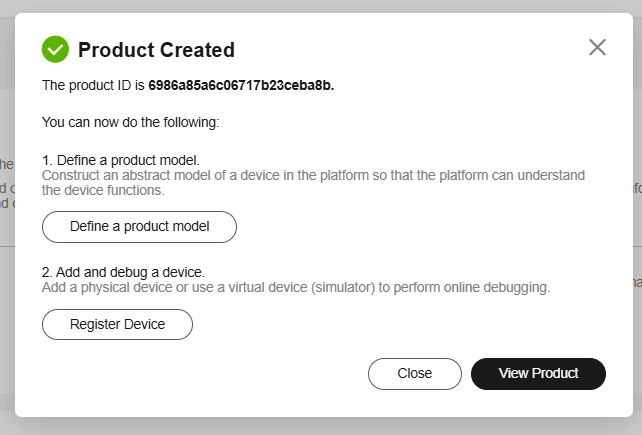 Product Created
The product ID is 6986a85a6c06717b23ceba8b.
You can now do the following:
1. Define a product model.
Construct an abstract model of a device in the platform so that the platform can understand
the device functions.
Define a product model
2. Add and debug a device.
Add a physical device or use a virtual device (simulator) to perform online debugging.
Register Device
Close
View Product